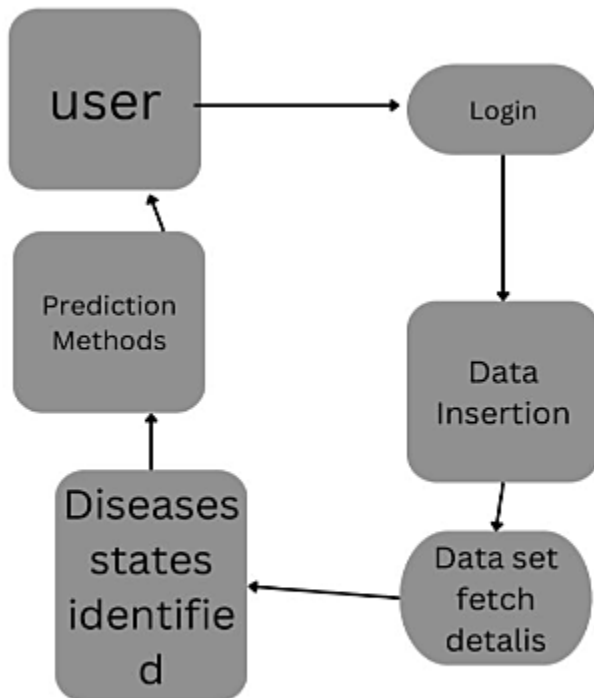 user
Login
Prediction
Methods
Data
Insertion
Diseases
states
identifie
d
Data set
fetch
detalis